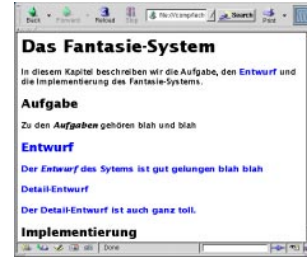 Back Forward Reload Stop Search Print
Das Fantasie-System
In diesem Kapitel beschreiben wir die Aufgabe, den Entwurf und
die Implementierung des Fantasie-Systems.
Aufgabe
Zu den Aufgaben gehören blah und blah
Entwurf
Der Entwurf des Sytems ist gut gelungen blah blah
Detail-Entwurf
Der Detail-Entwurf ist auch ganz toll.
Implementierung
Done